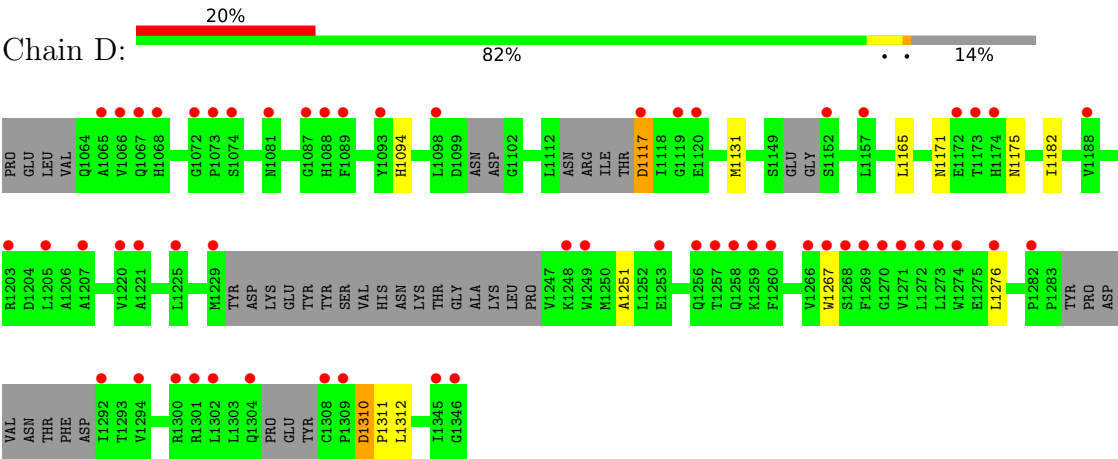 20%
Chain D:
82% • • 14%
PRO GLU LEU VAL Q1064 A1065 V1066 Q1067 H1068 G1072 P1073 S1074 N1081 G1087 H1088 F1089 Y1093 H1094 L1098 D1099 ASN ASP G1102 L1112 ASN ARG ILE THR D1117 I1118 G1119 E1120 M1131 S1149 GLU GLY S1152 L1157 L1165 N1171 E1172 T1173 H1174 N1175 I1182 V1188
R1203 D1204 L1205 A1206 A1207 V1220 A1221 L1225 M1229 TYR ASP LYS GLU TYR TYR SER VAL HIS ASN LYS THR GLY ALA LYS LEU PRO V1247 K1248 W1249 M1250 A1251 L1252 E1253 Q1256 T1257 Q1258 K1259 F1260 V1266 W1267 S1268 F1269 G1270 V1271 L1272 L1273 W1274 E1275 L1276 P1282 P1283 TYR PRO ASP
VAL ASN THR PHE ASP I1292 T1293 V1294 R1300 R1301 L1302 L1303 Q1304 PRO GLU TYR C1308 P1309 D1310 P1311 L1312 I1345 G1346